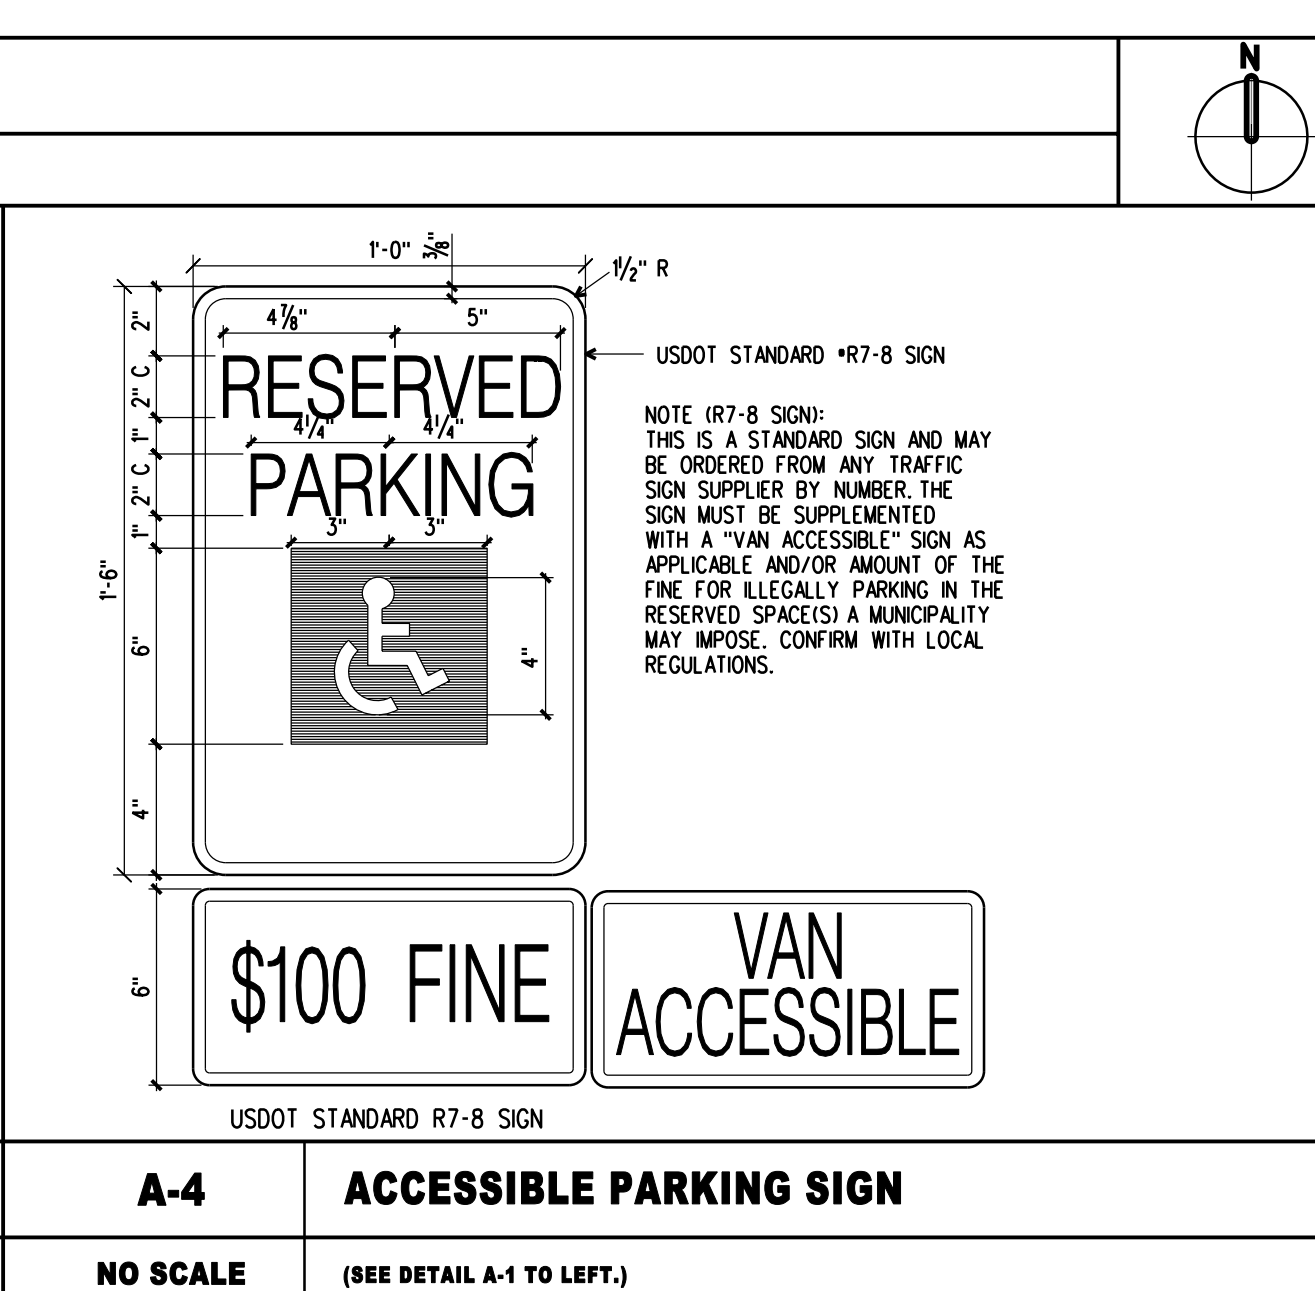 N
1'-0"
3/8"
1 1/2" R
4 7/8"
5"
2"
RESERVED
2" C
USDOT STANDARD #R7-8 SIGN
1"
4 1/4"
4 1/4"
PARKING
2" C
1"
3"
3"
1'-6"
6"
4"
4"
NOTE (R7-8 SIGN):
THIS IS A STANDARD SIGN AND MAY
BE ORDERED FROM ANY TRAFFIC
SIGN SUPPLIER BY NUMBER. THE
SIGN MUST BE SUPPLEMENTED
WITH A "VAN ACCESSIBLE" SIGN AS
APPLICABLE AND/OR AMOUNT OF THE
FINE FOR ILLEGALLY PARKING IN THE
RESERVED SPACE(S) A MUNICIPALITY
MAY IMPOSE. CONFIRM WITH LOCAL
REGULATIONS.
6"
$100 FINE
VAN
ACCESSIBLE
USDOT STANDARD R7-8 SIGN
A-4
ACCESSIBLE PARKING SIGN
NO SCALE
(SEE DETAIL A-1 TO LEFT.)